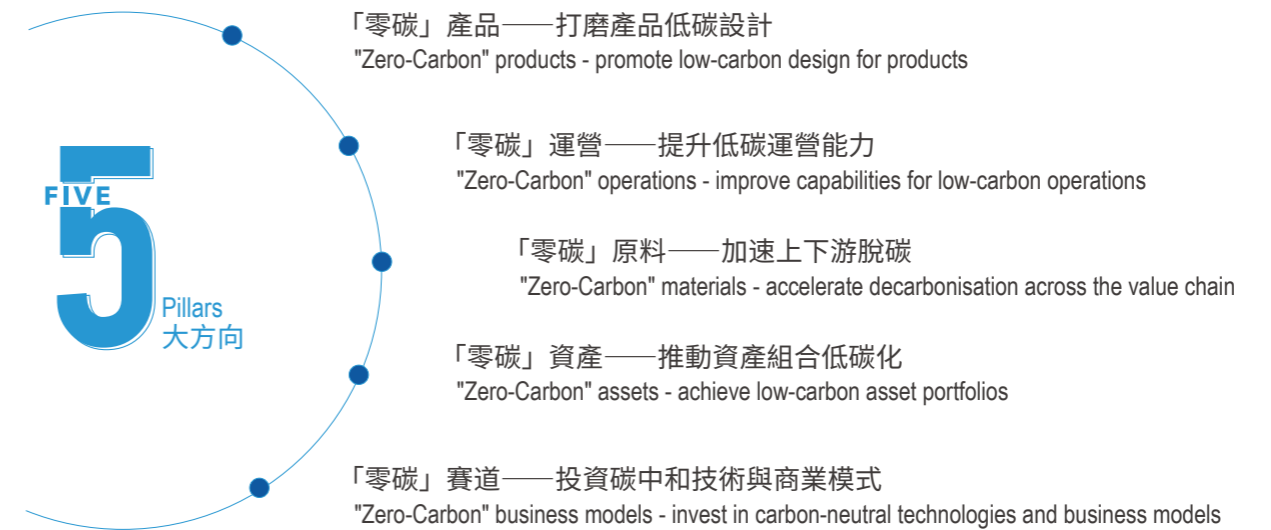 「零碳」產品——打磨產品低碳設計
"Zero-Carbon" products - promote low-carbon design for products
「零碳」運營——提升低碳運營能力
"Zero-Carbon" operations - improve capabilities for low-carbon operations
5
FIVE
Pillars
大方向
「零碳」原料——加速上下游脫碳
"Zero-Carbon" materials - accelerate decarbonisation across the value chain
「零碳」資產——推動資產組合低碳化
"Zero-Carbon" assets - achieve low-carbon asset portfolios
「零碳」賽道——投資碳中和技術與商業模式
"Zero-Carbon" business models - invest in carbon-neutral technologies and business models